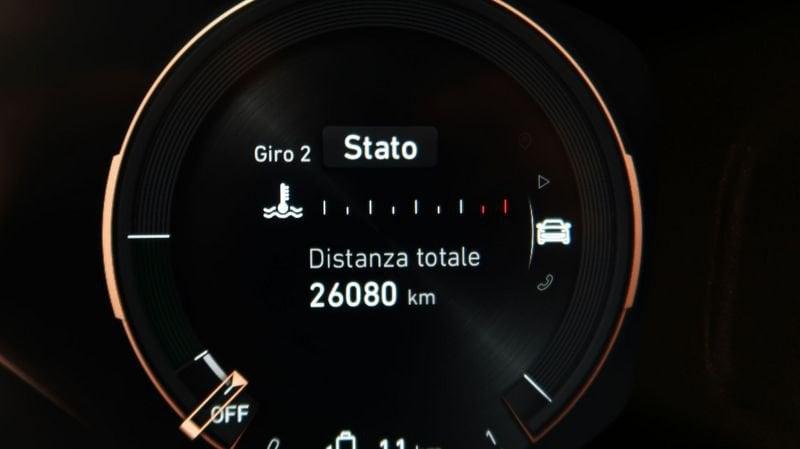 Giro 2 Stato
Distanza totale
26080 km
OFF